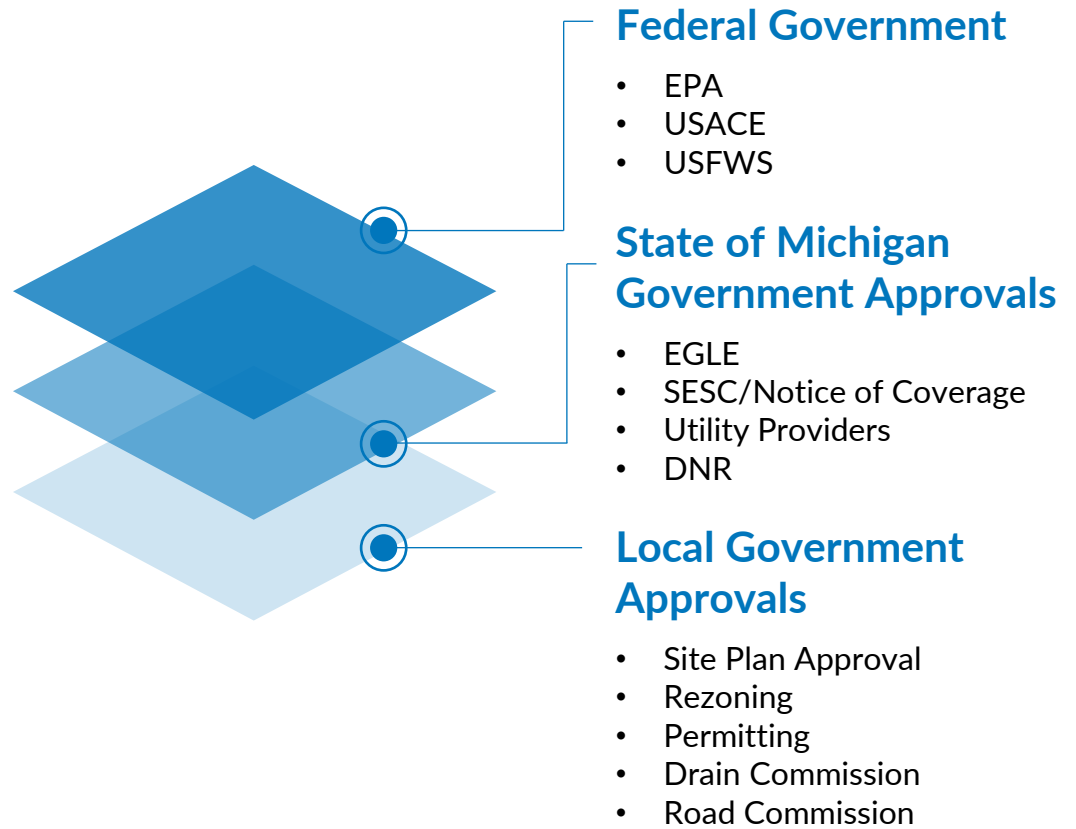 Federal Government
• EPA
• USACE
• USFWS
State of Michigan
Government Approvals
• EGLE
• SESC/Notice of Coverage
• Utility Providers
• DNR
Local Government
Approvals
• Site Plan Approval
• Rezoning
• Permitting
• Drain Commission
• Road Commission